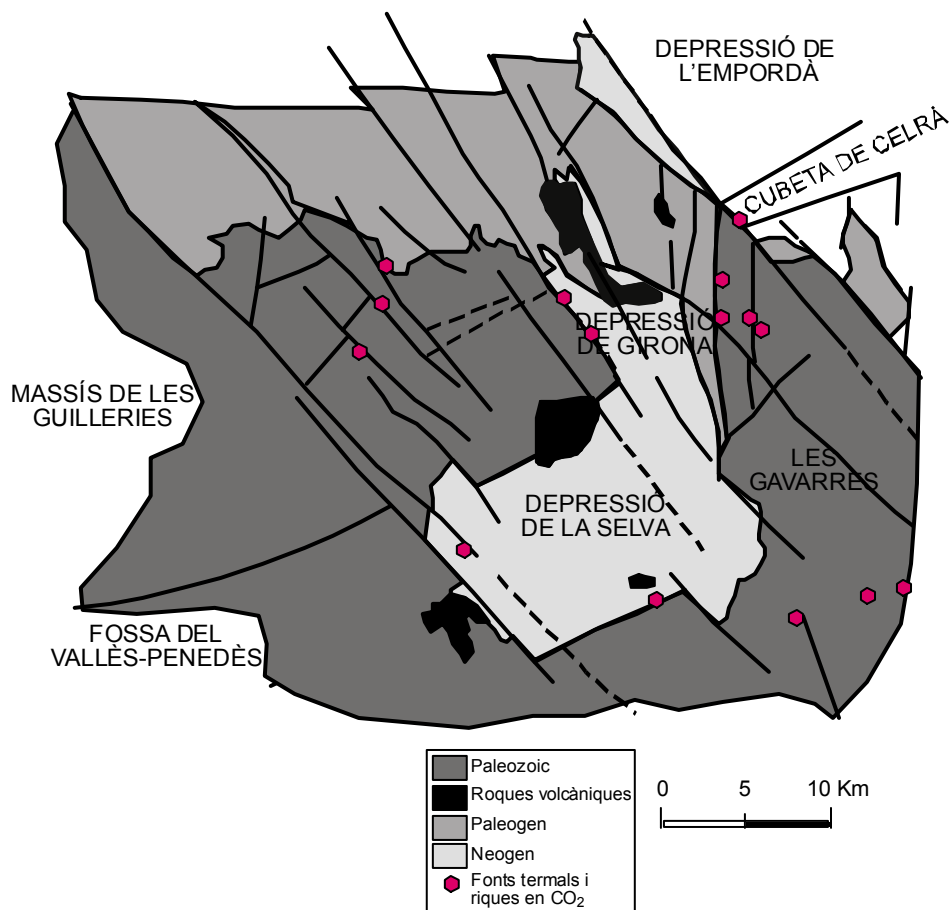 DEPRESSIÓ DE
L'EMPORDÀ
CUBETA DE CELRÀ
DEPRESSIÓ
DE GIRONA
MASSÍS DE LES
GUILLERIES
LES
GAVARRES
DEPRESSIÓ
DE LA SELVA
FOSSA DEL
VALLÈS-PENEDÈS
Paleozoic
Roques volcàniques
Paleogen
Neogen
Fonts termals i
riques en CO₂
0 5 10 Km